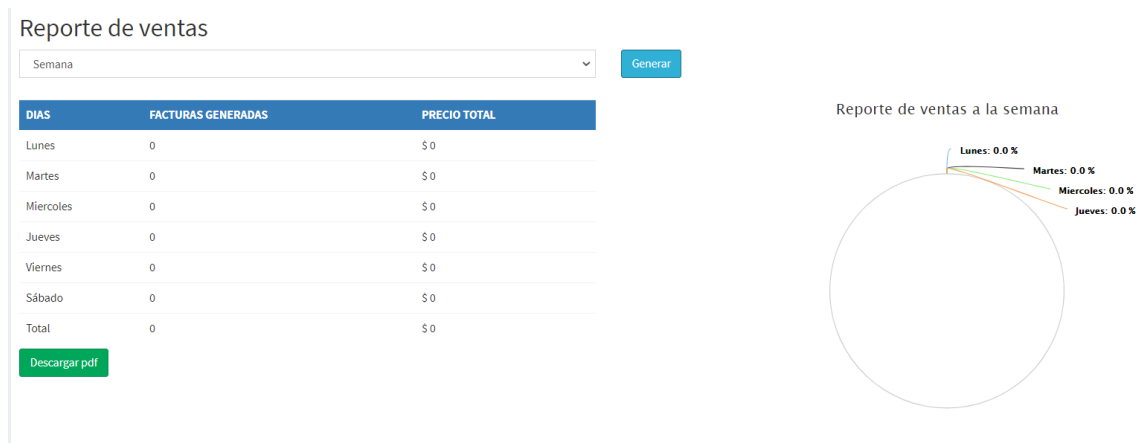 Reporte de ventas
Semana
Generar
DIAS FACTURAS GENERADAS PRECIO TOTAL
Lunes 0 $ 0
Martes 0 $ 0
Miercoles 0 $ 0
Jueves 0 $ 0
Viernes 0 $ 0
Sábado 0 $ 0
Total 0 $ 0
Descargar pdf
Reporte de ventas a la semana
Lunes: 0.0 %
Martes: 0.0 %
Miercoles: 0.0 %
Jueves: 0.0 %